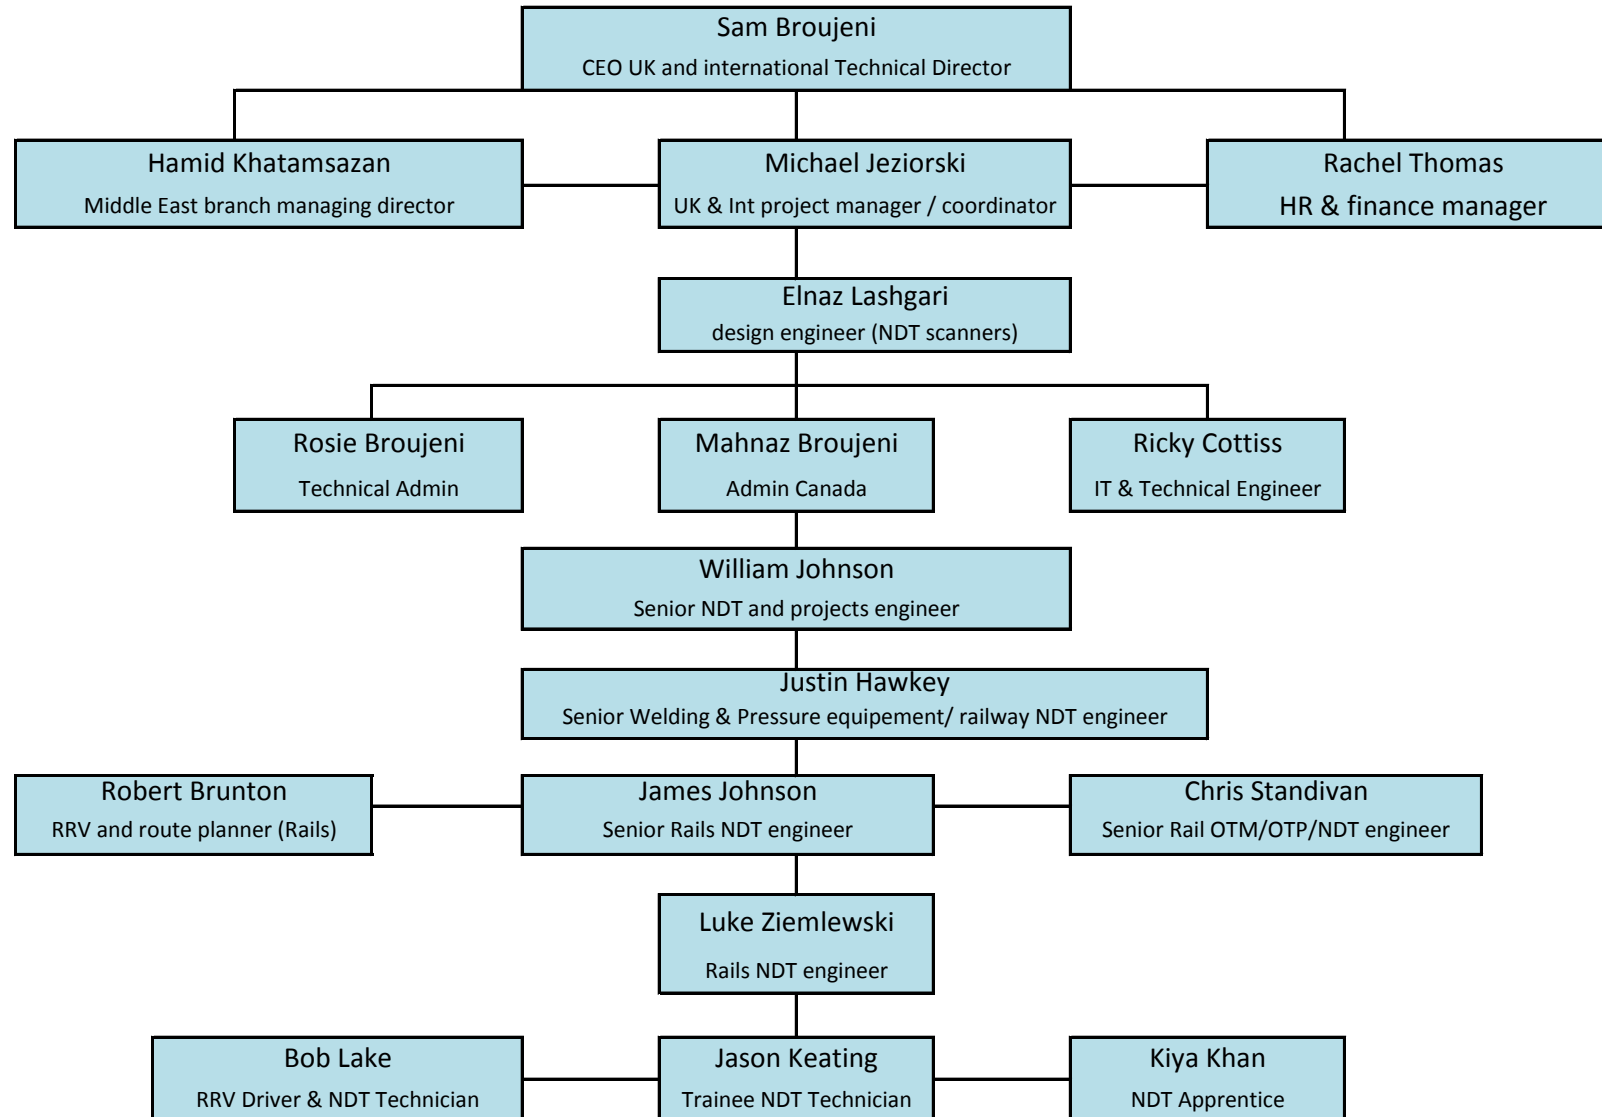 Sam Broujeni
CEO UK and international Technical Director
Hamid Khatamsazan
Middle East branch managing director
Michael Jeziorski
UK & Int project manager / coordinator
Rachel Thomas
HR & finance manager
Elnaz Lashgari
design engineer (NDT scanners)
Rosie Broujeni
Technical Admin
Mahnaz Broujeni
Admin Canada
Ricky Cottiss
IT & Technical Engineer
William Johnson
Senior NDT and projects engineer
Justin Hawkey
Senior Welding & Pressure equipement/ railway NDT engineer
Robert Brunton
RRV and route planner (Rails)
James Johnson
Senior Rails NDT engineer
Chris Standivan
Senior Rail OTM/OTP/NDT engineer
Luke Ziemlewski
Rails NDT engineer
Bob Lake
RRV Driver & NDT Technician
Jason Keating
Trainee NDT Technician
Kiya Khan
NDT Apprentice